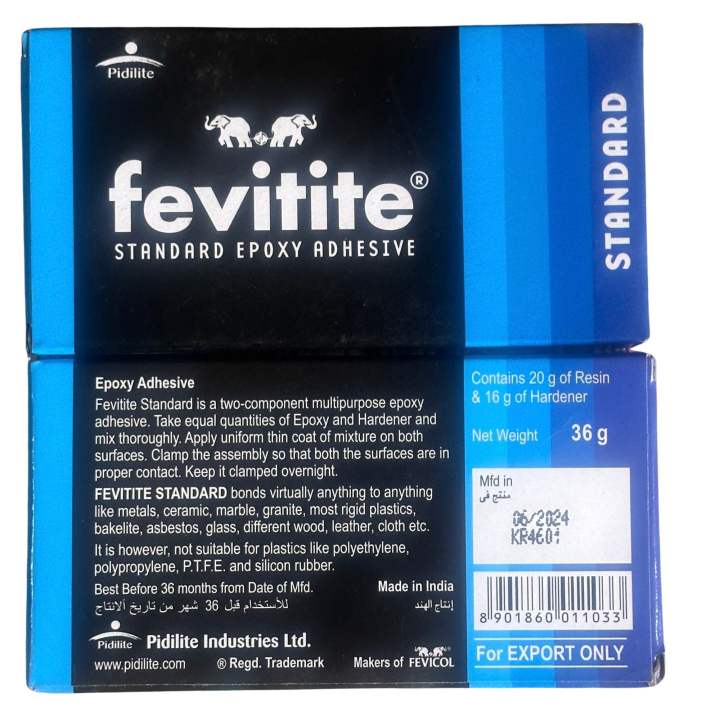 Pidilite
fevitite®
STANDARD EPOXY ADHESIVE
STANDARD
Epoxy Adhesive
Fevitite Standard is a two-component multipurpose epoxy
adhesive. Take equal quantities of Epoxy and Hardener and
mix thoroughly. Apply uniform thin coat of mixture on both
surfaces. Clamp the assembly so that both the surfaces are in
proper contact. Keep it clamped overnight.
FEVITITE STANDARD bonds virtually anything to anything
like metals, ceramic, marble, granite, most rigid plastics,
bakelite, asbestos, glass, different wood, leather, cloth etc.
It is however, not suitable for plastics like polyethylene,
polypropylene, P.T.F.E. and silicon rubber.
Best Before 36 months from Date of Mfd.
للأستخدام قبل 36 شهر من تاريخ ألانتاج
Made in India
إنتاج الهند
Pidilite
Pidilite Industries Ltd.
www.pidilite.com
® Regd. Trademark
Makers of FEVICOL
Contains 20 g of Resin
& 16 g of Hardener
Net Weight 36 g
Mfd in
منتج في
06/2024
8 901860 011033
For EXPORT ONLY